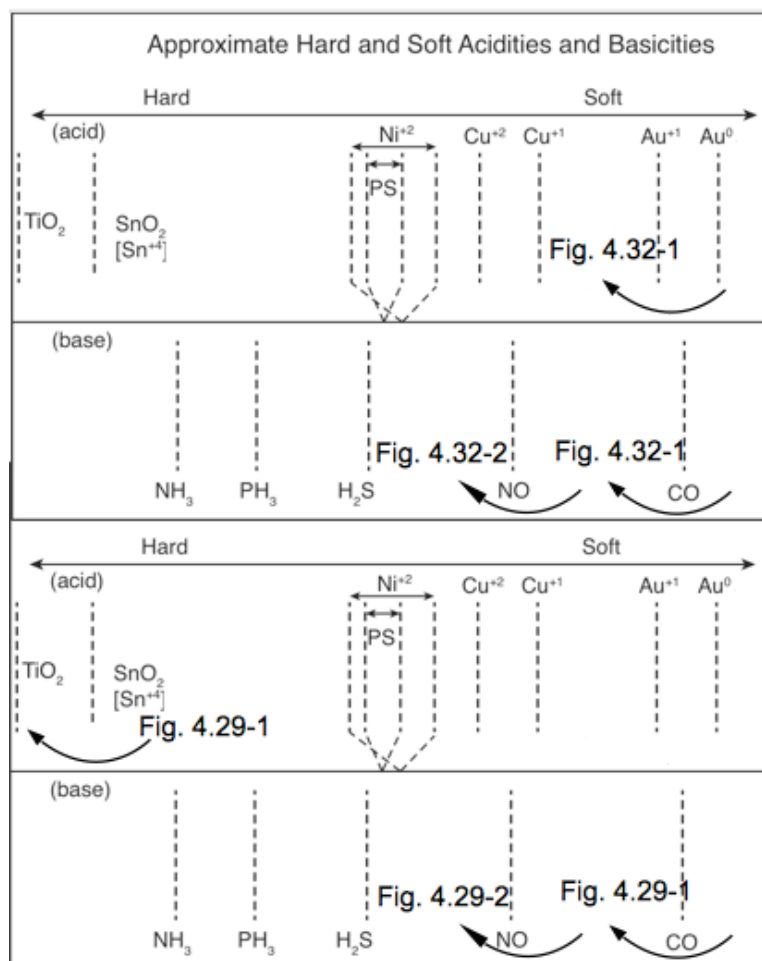 Approximate Hard and Soft Acidities and Basicities
Hard Soft
(acid) Ni⁺² Cu⁺² Cu⁺¹ Au⁺¹ Au⁰
PS
TiO₂ SnO₂
[Sn⁺⁴] Fig. 4.32-1
(base)
Fig. 4.32-2 Fig. 4.32-1
NH₃ PH₃ H₂S NO CO
Hard Soft
(acid) Ni⁺² Cu⁺² Cu⁺¹ Au⁺¹ Au⁰
PS
TiO₂ SnO₂
[Sn⁺⁴]
Fig. 4.29-1
(base)
Fig. 4.29-2 Fig. 4.29-1
NH₃ PH₃ H₂S NO CO